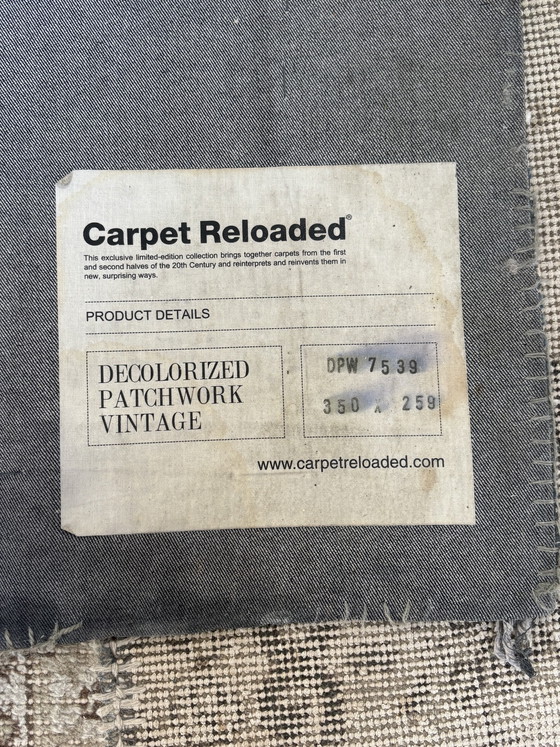 Carpet Reloaded®
This exclusive limited-edition collection brings together carpets from the first
and second halves of the 20th Century and reinterprets and reinvents them in
new, surprising ways.
PRODUCT DETAILS
DECOLORIZED
PATCHWORK
VINTAGE
DPW 7539
350 x 259
www.carpetreloaded.com